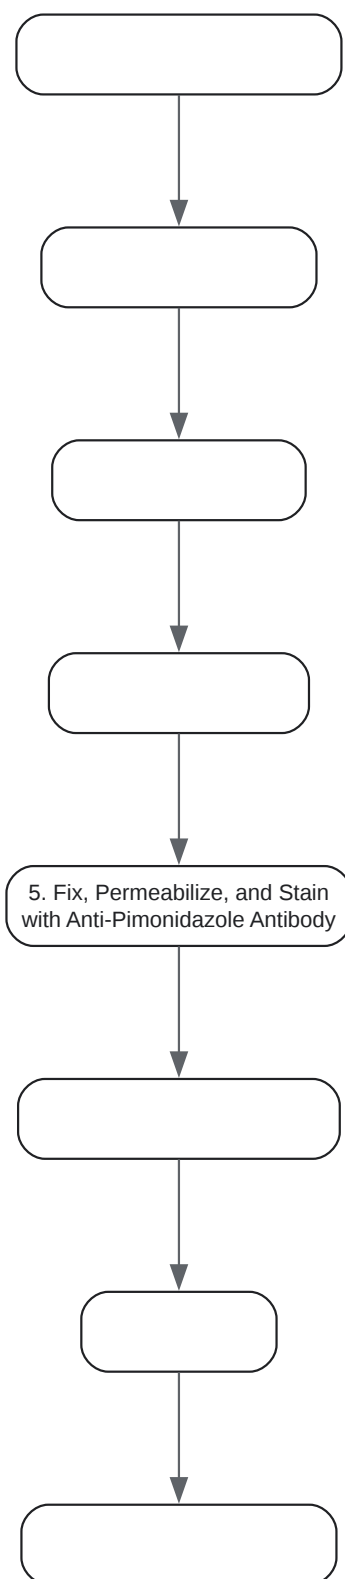 5. Fix, Permeabilize, and Stain
with Anti-Pimonidazole Antibody